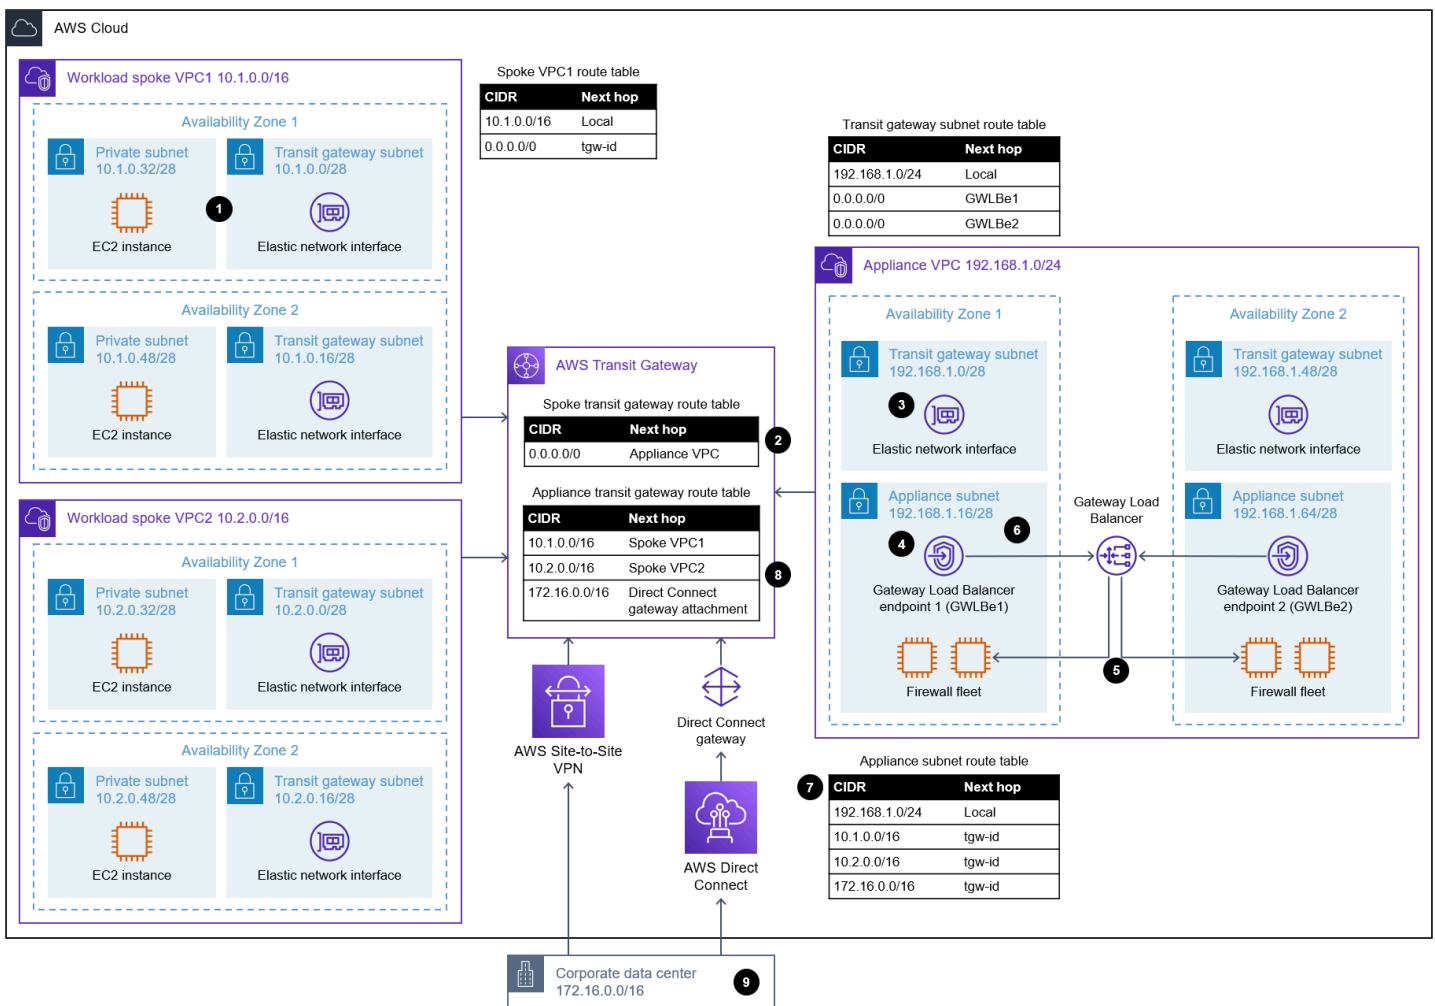 AWS Cloud
Workload spoke VPC1 10.1.0.0/16
Availability Zone 1
Private subnet
10.1.0.32/28
EC2 instance
1
Transit gateway subnet
10.1.0.0/28
Elastic network interface
Availability Zone 2
Private subnet
10.1.0.48/28
EC2 instance
Transit gateway subnet
10.1.0.16/28
Elastic network interface
Workload spoke VPC2 10.2.0.0/16
Availability Zone 1
Private subnet
10.2.0.32/28
EC2 instance
Transit gateway subnet
10.2.0.0/28
Elastic network interface
Availability Zone 2
Private subnet
10.2.0.48/28
EC2 instance
Transit gateway subnet
10.2.0.16/28
Elastic network interface
Spoke VPC1 route table
CIDR Next hop
10.1.0.0/16 Local
0.0.0.0/0 tgw-id
AWS Transit Gateway
Spoke transit gateway route table
CIDR Next hop
0.0.0.0/0 Appliance VPC
2
Appliance transit gateway route table
CIDR Next hop
10.1.0.0/16 Spoke VPC1
10.2.0.0/16 Spoke VPC2
172.16.0.0/16 Direct Connect
gateway attachment
8
AWS Site-to-Site
VPN
Direct Connect
gateway
AWS Direct
Connect
Corporate data center
172.16.0.0/16
9
Transit gateway subnet route table
CIDR Next hop
192.168.1.0/24 Local
0.0.0.0/0 GWLBe1
0.0.0.0/0 GWLBe2
Appliance VPC 192.168.1.0/24
Availability Zone 1
Transit gateway subnet
192.168.1.0/28
3
Elastic network interface
Appliance subnet
192.168.1.16/28
4
6
Gateway Load Balancer
endpoint 1 (GWLBe1)
Firewall fleet
Gateway Load
Balancer
5
Availability Zone 2
Transit gateway subnet
192.168.1.48/28
Elastic network interface
Appliance subnet
192.168.1.64/28
Gateway Load Balancer
endpoint 2 (GWLBe2)
Firewall fleet
Appliance subnet route table
7
CIDR Next hop
192.168.1.0/24 Local
10.1.0.0/16 tgw-id
10.2.0.0/16 tgw-id
172.16.0.0/16 tgw-id